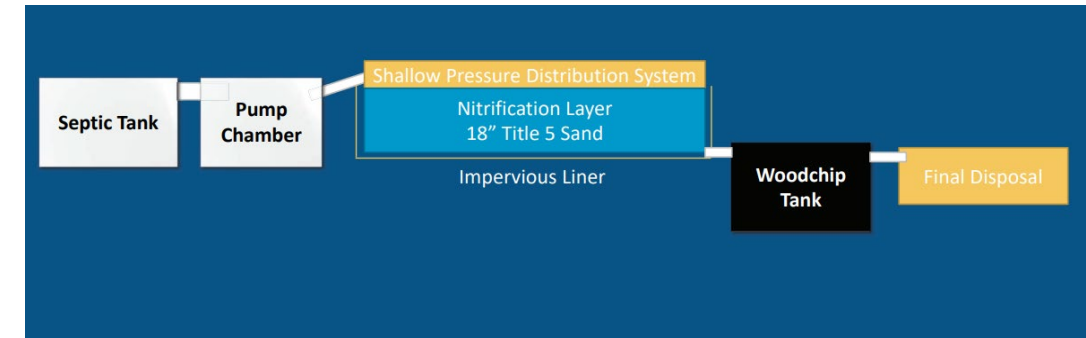 Septic Tank
Pump
Chamber
Shallow Pressure Distribution System
Nitrification Layer
18” Title 5 Sand
Impervious Liner
Woodchip
Tank
Final Disposal